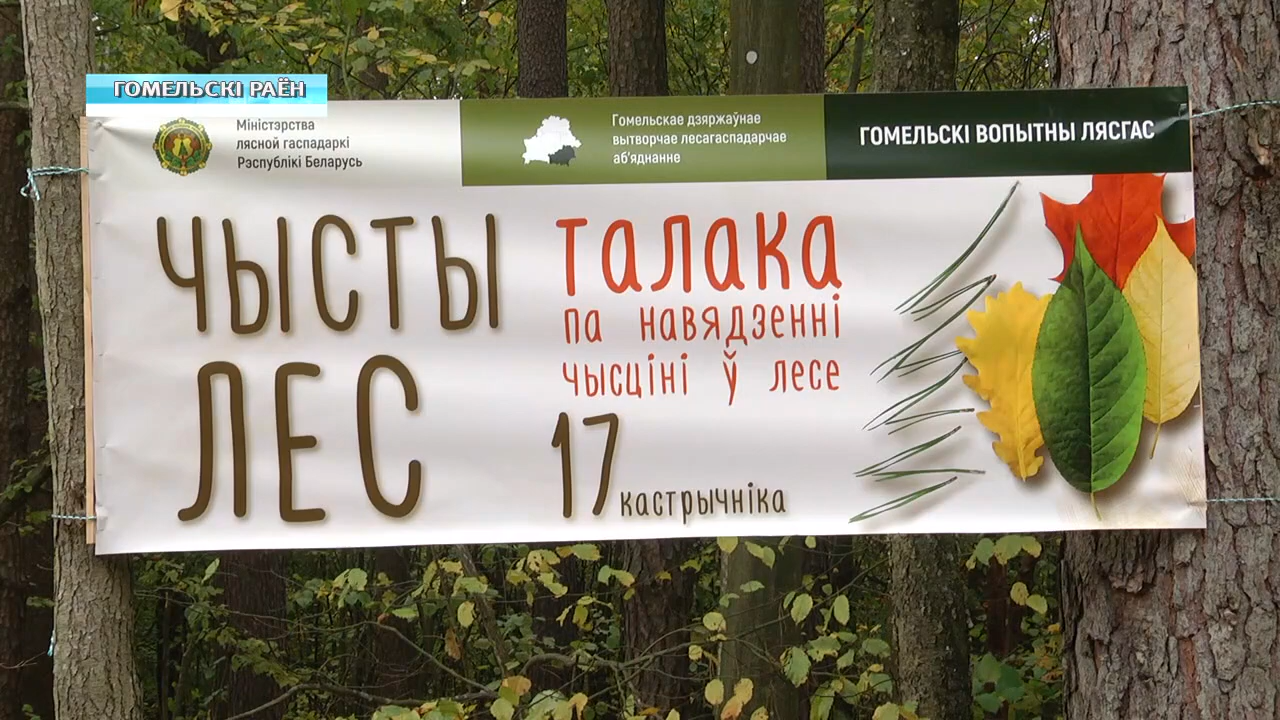 ГОМЕЛЬСКІ РАЁН
Міністэрства
лясной гаспадаркі
Рэспублікі Беларусь
Гомельскае дзяржаўнае
вытворчае лесагаспадарчае
аб'яднанне
ГОМЕЛЬСКІ ВОПЫТНЫ ЛЯСГАС
ЧЫСТЫ
ЛЕС
ТАЛАКА
па навядзенні
чысціні ў лесе
17 кастрычніка